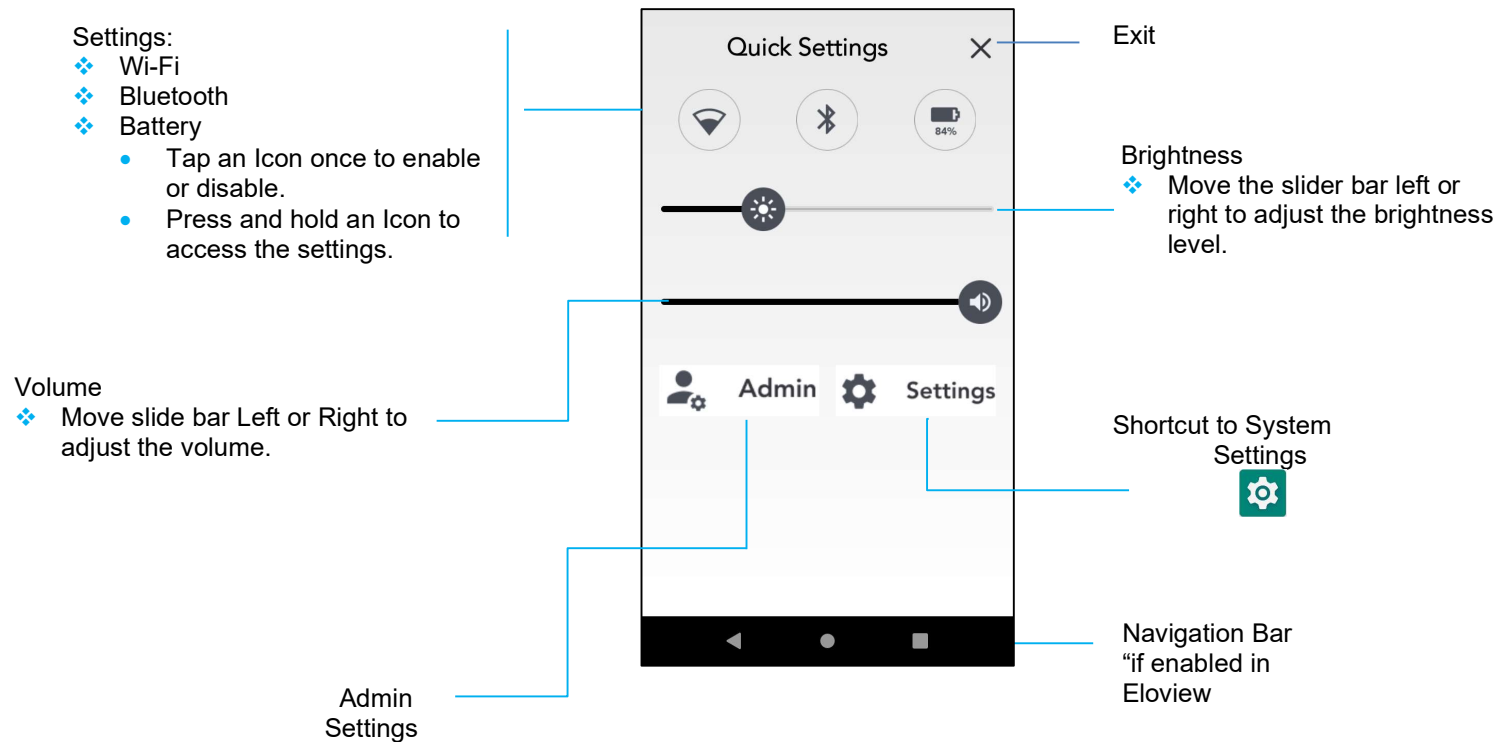 Settings:
❖ Wi-Fi
❖ Bluetooth
❖ Battery
• Tap an Icon once to enable
or disable.
• Press and hold an Icon to
access the settings.
Quick Settings
Exit
84%
Brightness
❖ Move the slider bar left or
right to adjust the brightness
level.
Volume
❖ Move slide bar Left or Right to
adjust the volume.
Admin
Settings
Shortcut to System
Settings
Navigation Bar
“if enabled in
Eloview
Admin
Settings